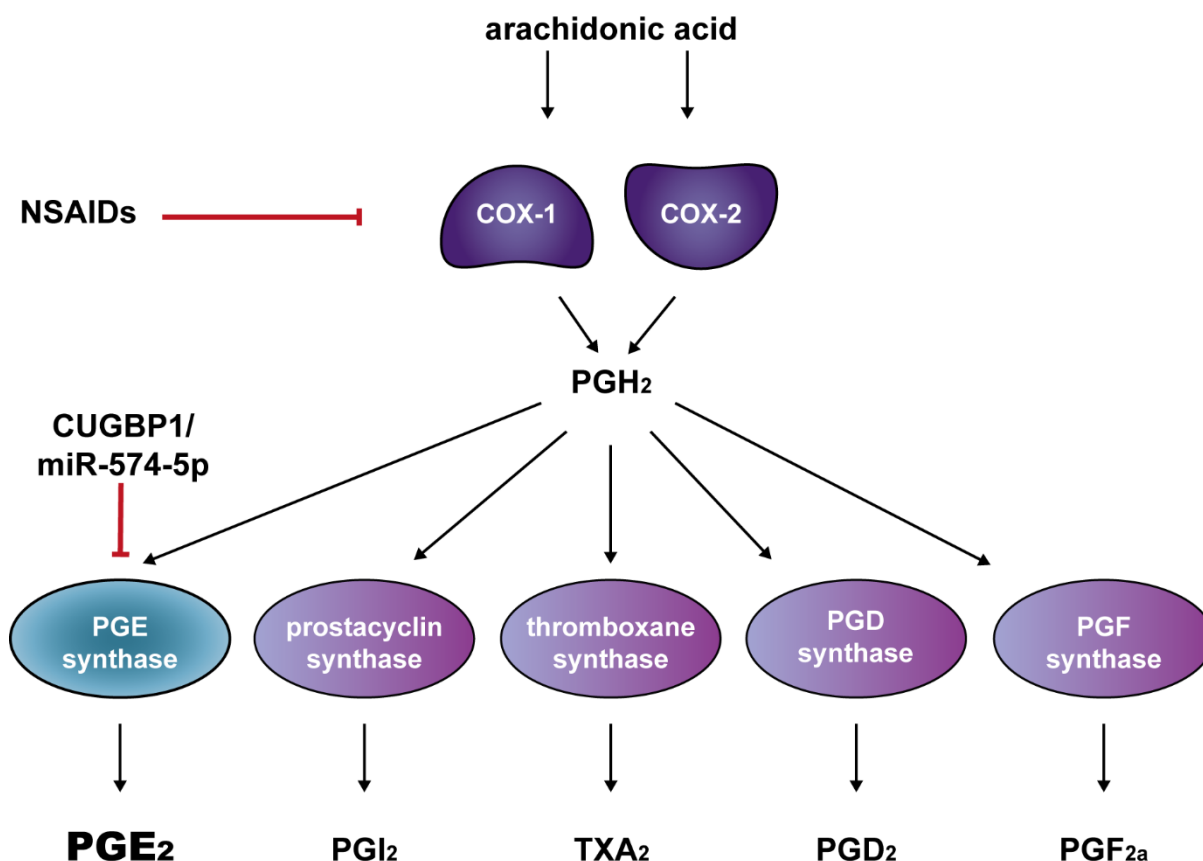 arachidonic acid
NSAIDs
COX-1
COX-2
PGH₂
CUGBP1/
miR-574-5p
PGE
synthase
prostacyclin
synthase
thromboxane
synthase
PGD
synthase
PGF
synthase
PGE₂
PGI₂
TXA₂
PGD₂
PGF₂ₐ